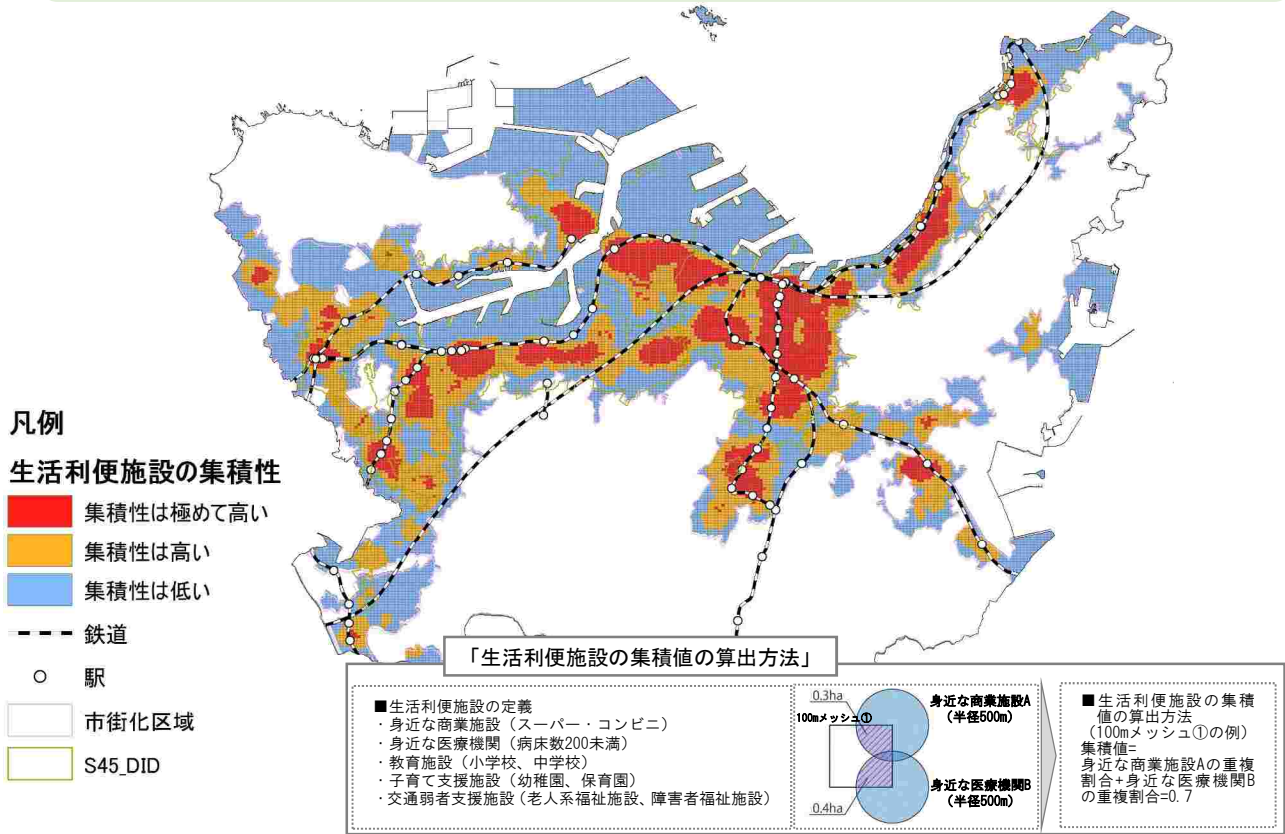 凡例
生活利便施設の集積性
集積性は極めて高い
集積性は高い
集積性は低い
鉄道
駅
市街化区域
S45_DID
「生活利便施設の集積値の算出方法」
■生活利便施設の定義
・身近な商業施設（スーパー・コンビニ）
・身近な医療機関（病床数200未満）
・教育施設（小学校、中学校）
・子育て支援施設（幼稚園、保育園）
・交通弱者支援施設（老人系福祉施設、障害者福祉施設）
0.3ha
100mメッシュ①
0.4ha
身近な商業施設A
（半径500m）
身近な医療機関B
（半径500m）
■生活利便施設の集積
値の算出方法
（100mメッシュ①の例）
集積値=
身近な商業施設Aの重複
割合+身近な医療機関B
の重複割合=0.7